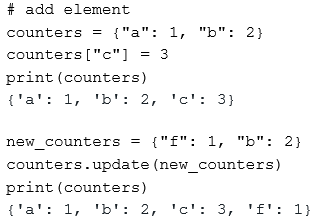 # add element
counters = {"a": 1, "b": 2}
counters["c"] = 3
print(counters)
{'a': 1, 'b': 2, 'c': 3}
new_counters = {"f": 1, "b": 2}
counters.update(new_counters)
print(counters)
{'a': 1, 'b': 2, 'c': 3, 'f': 1}